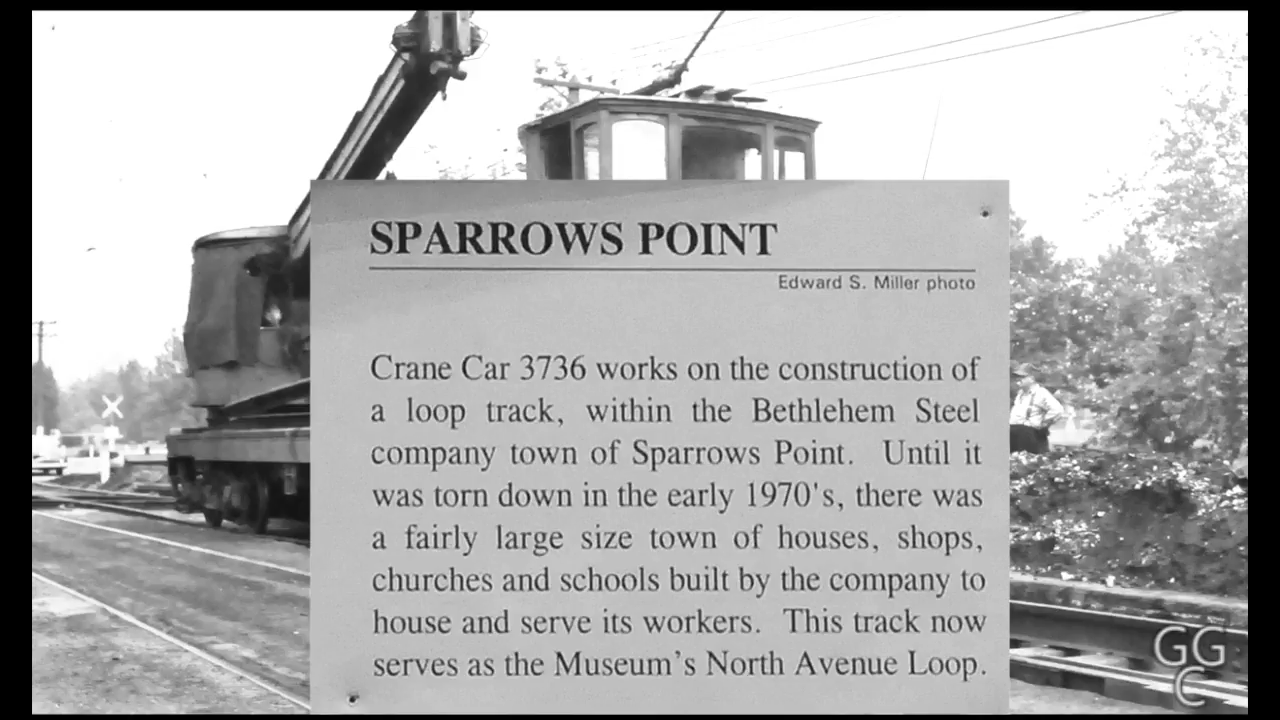 SPARROWS POINT
Edward S. Miller photo
Crane Car 3736 works on the construction of
a loop track, within the Bethlehem Steel
company town of Sparrows Point. Until it
was torn down in the early 1970's, there was
a fairly large size town of houses, shops,
churches and schools built by the company to
house and serve its workers. This track now
serves as the Museum's North Avenue Loop.
GGC